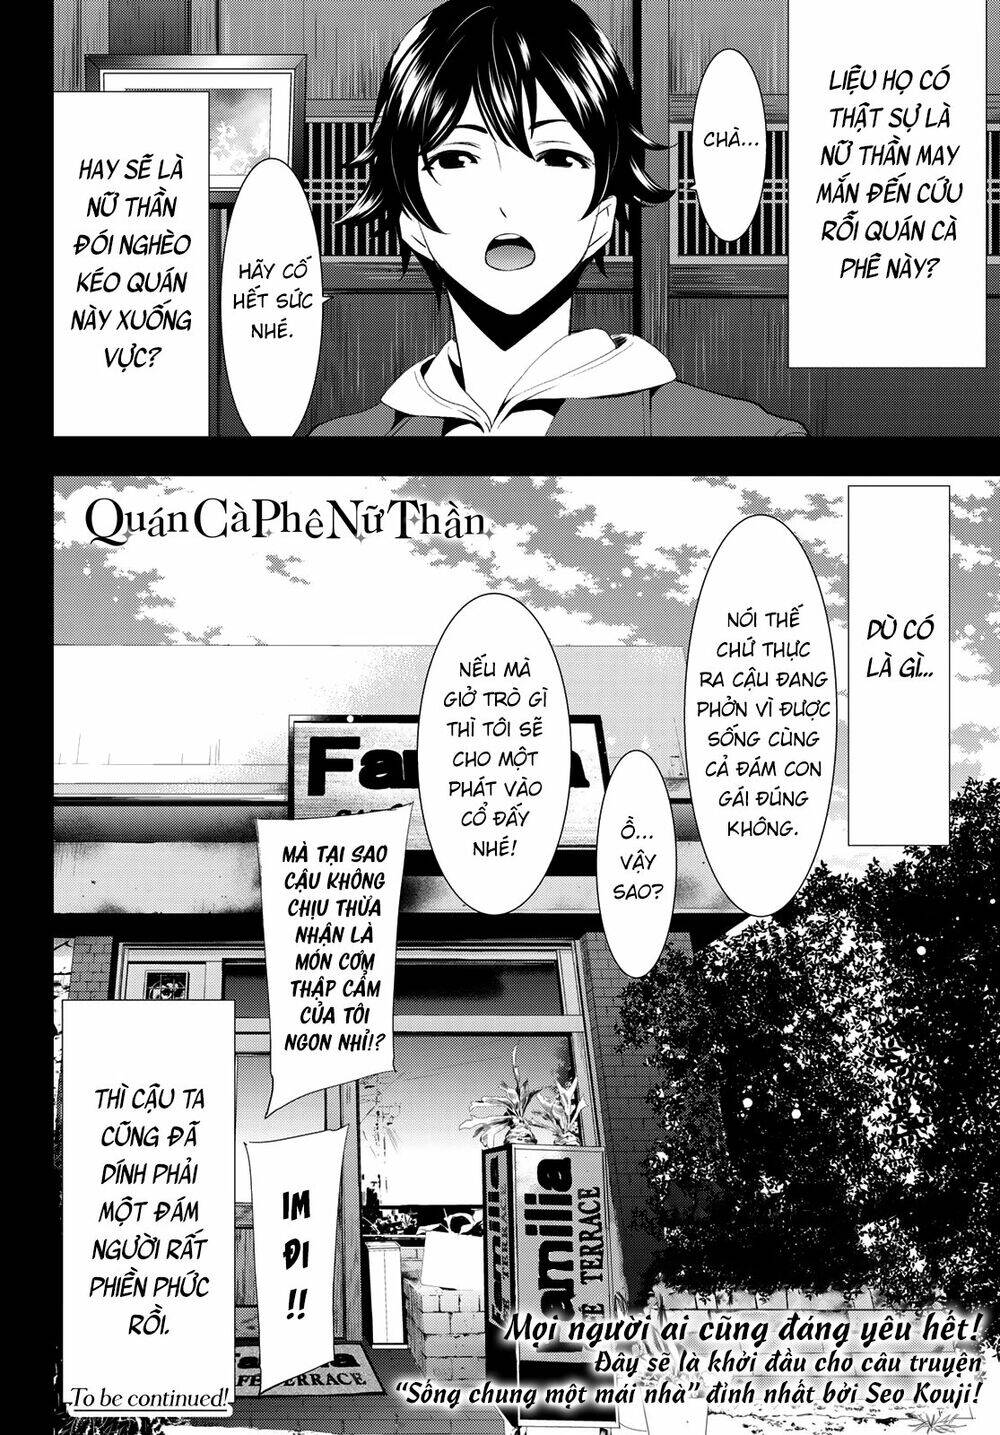 LIỆU HỌ CÓ
THẬT SỰ LÀ
NỮ THẦN MAY
MẮN ĐẾN CỨU
RỖI QUÁN CÀ
PHÊ NÀY?
CHÀ...
HÃY CỐ
HẾT SỨC
NHÉ.
HAY SẼ LÀ
NỮ THẦN
ĐÓI NGHÈO
KÉO QUÁN
NÀY XUỐNG
VỰC?
Quán Cà Phê Nữ Thần
DÙ CÓ
LÀ GÌ...
NÓI THẾ
CHỨ THỰC
RA CẬU ĐANG
PHỞN VÌ ĐƯỢC
SỐNG CÙNG
CẢ ĐÁM CON
GÁI ĐÚNG
KHÔNG.
Ồ...
VẬY
SAO?
NẾU MÀ
GIỞ TRÒ GÌ
THÌ TÔI SẼ
CHO MỘT
PHÁT VÀO
CỔ ĐẤY
NHÉ!
MÀ TẠI SAO
CẬU KHÔNG
CHỊU THỪA
NHẬN LÀ
MÓN CƠM
THẬP CẨM
CỦA TÔI
NGON NHỈ!?
IM
ĐI
!!
THÌ CẬU TA
CŨNG ĐÃ
DÍNH PHẢI
MỘT ĐÁM
NGƯỜI RẤT
PHIỀN PHỨC
RỒI.
Familia
Familia
TERRACE
Mọi người ai cũng đáng yêu hết!
Đây sẽ là khởi đầu cho câu truyện
“Sống chung một mái nhà” đỉnh nhất bởi Seo Kouji!
To be continued!